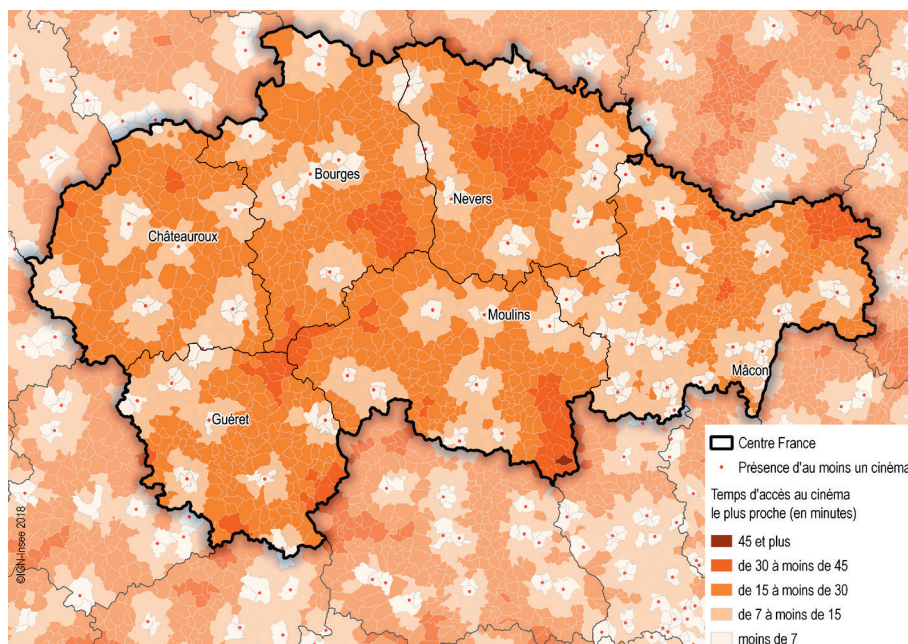 Bourges
Nevers
Châteauroux
Moulins
Mâcon
Guéret
Centre France
Présence d'au moins un cinéma
Temps d'accès au cinéma
le plus proche (en minutes)
45 et plus
de 30 à moins de 45
de 15 à moins de 30
de 7 à moins de 15
moins de 7
©IGN-Insee 2018